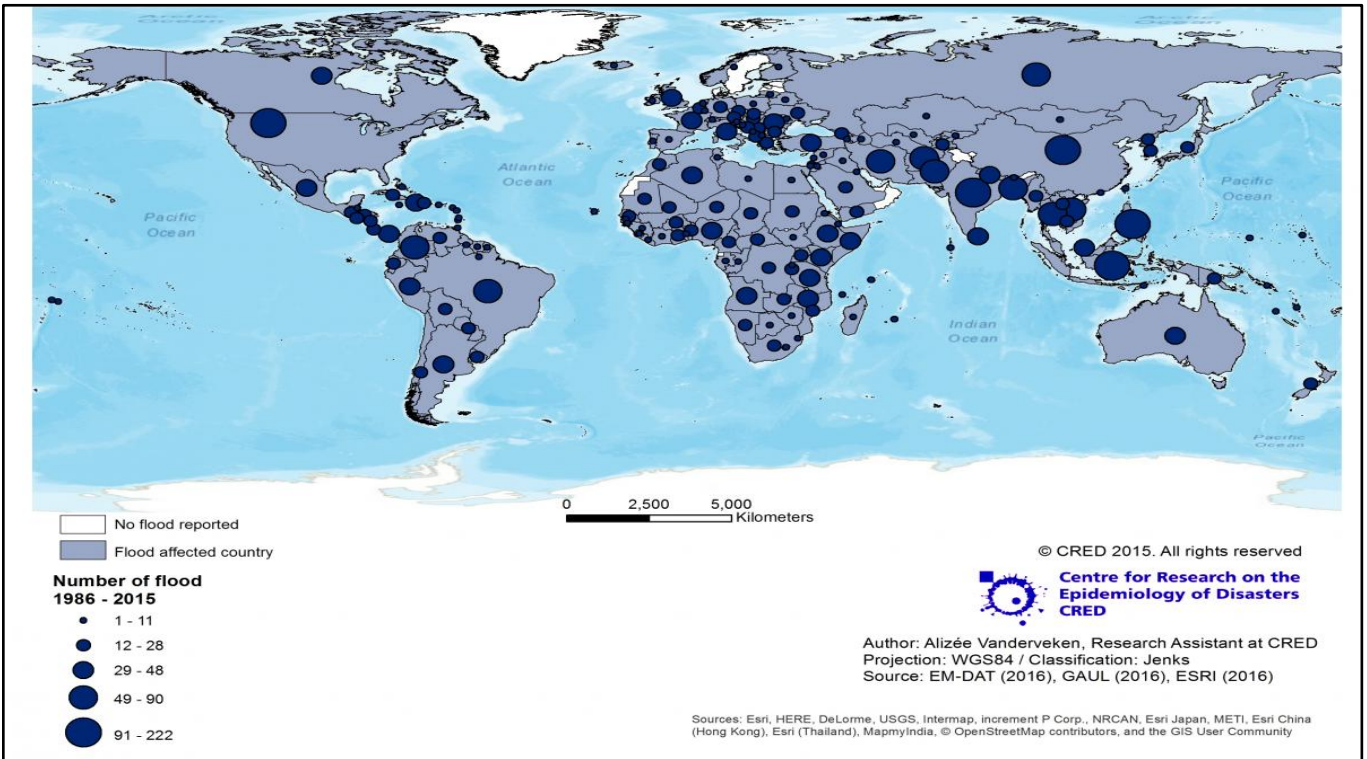 Arctic
Ocean
Arctic
Ocean
Atlantic
Ocean
Pacific
Ocean
Pacific
Ocean
Indian
Ocean
Pacific
Ocean
0 2,500 5,000
Kilometers
No flood reported
Flood affected country
Number of flood
1986 - 2015
1 - 11
12 - 28
29 - 48
49 - 90
91 - 222
© CRED 2015. All rights reserved
Centre for Research on the
Epidemiology of Disasters
CRED
Author: Alizée Vanderveken, Research Assistant at CRED
Projection: WGS84 / Classification: Jenks
Source: EM-DAT (2016), GAUL (2016), ESRI (2016)
Sources: Esri, HERE, DeLorme, USGS, Intermap, increment P Corp., NRCAN, Esri Japan, METI, Esri China
(Hong Kong), Esri (Thailand), MapmyIndia, © OpenStreetMap contributors, and the GIS User Community